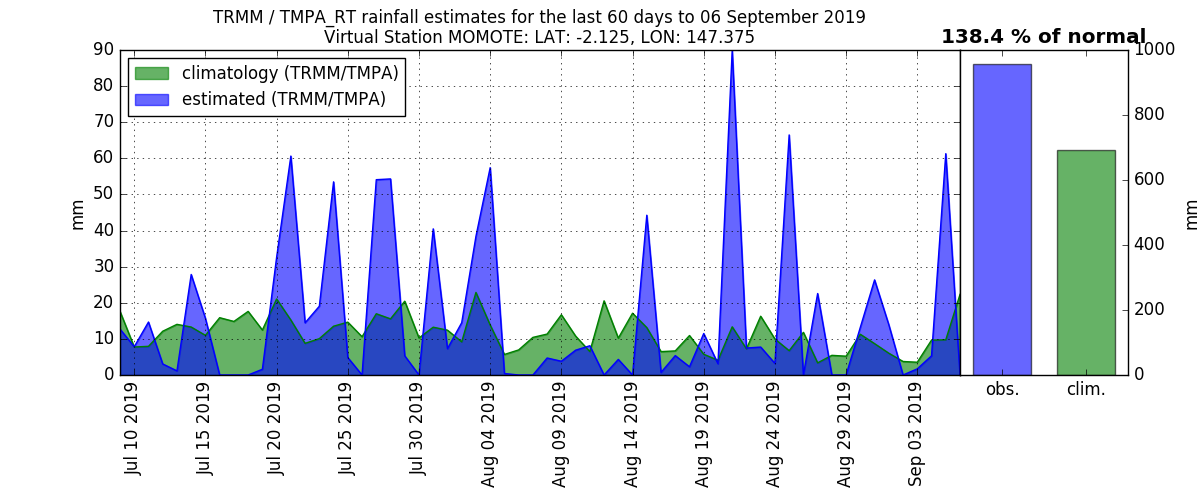 TRMM / TMPA_RT rainfall estimates for the last 60 days to 06 September 2019
Virtual Station MOMOTE: LAT: -2.125, LON: 147.375
138.4 % of normal
climatology (TRMM/TMPA)
estimated (TRMM/TMPA)
mm
90
80
70
60
50
40
30
20
10
0
Jul 10 2019
Jul 15 2019
Jul 20 2019
Jul 25 2019
Jul 30 2019
Aug 04 2019
Aug 09 2019
Aug 14 2019
Aug 19 2019
Aug 24 2019
Aug 29 2019
Sep 03 2019
obs.
clim.
1000
800
600
400
200
0
mm